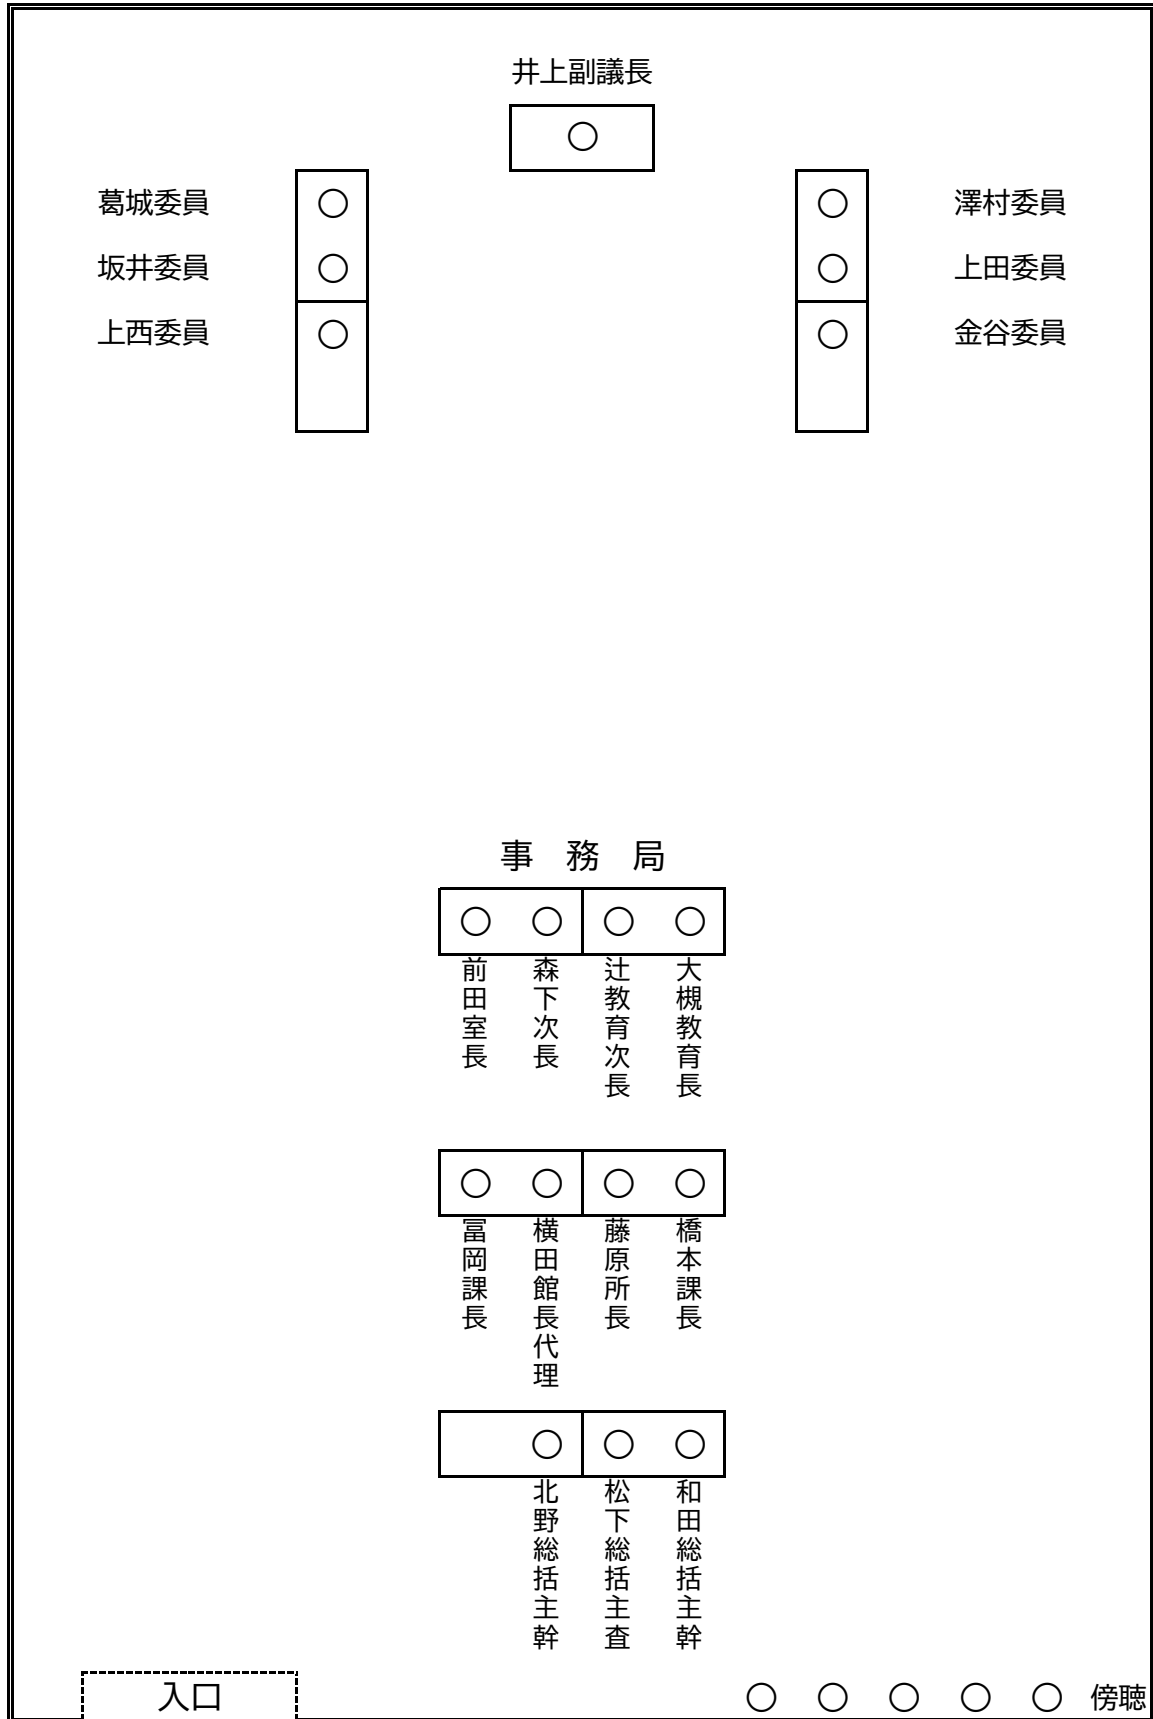 井上副議長
○
葛城委員 ○ ○ 澤村委員
坂井委員 ○ ○ 上田委員
上西委員 ○ ○ 金谷委員
事 務 局
○ ○ ○ ○
前田室長
森下次長
辻教育次長
大槻教育長
○ ○ ○ ○
冨岡課長
横田館長代理
藤原所長
橋本課長
○ ○ ○
北野総括主幹
松下総括主査
和田総括主幹
入口
○ ○ ○ ○ ○ 傍聴